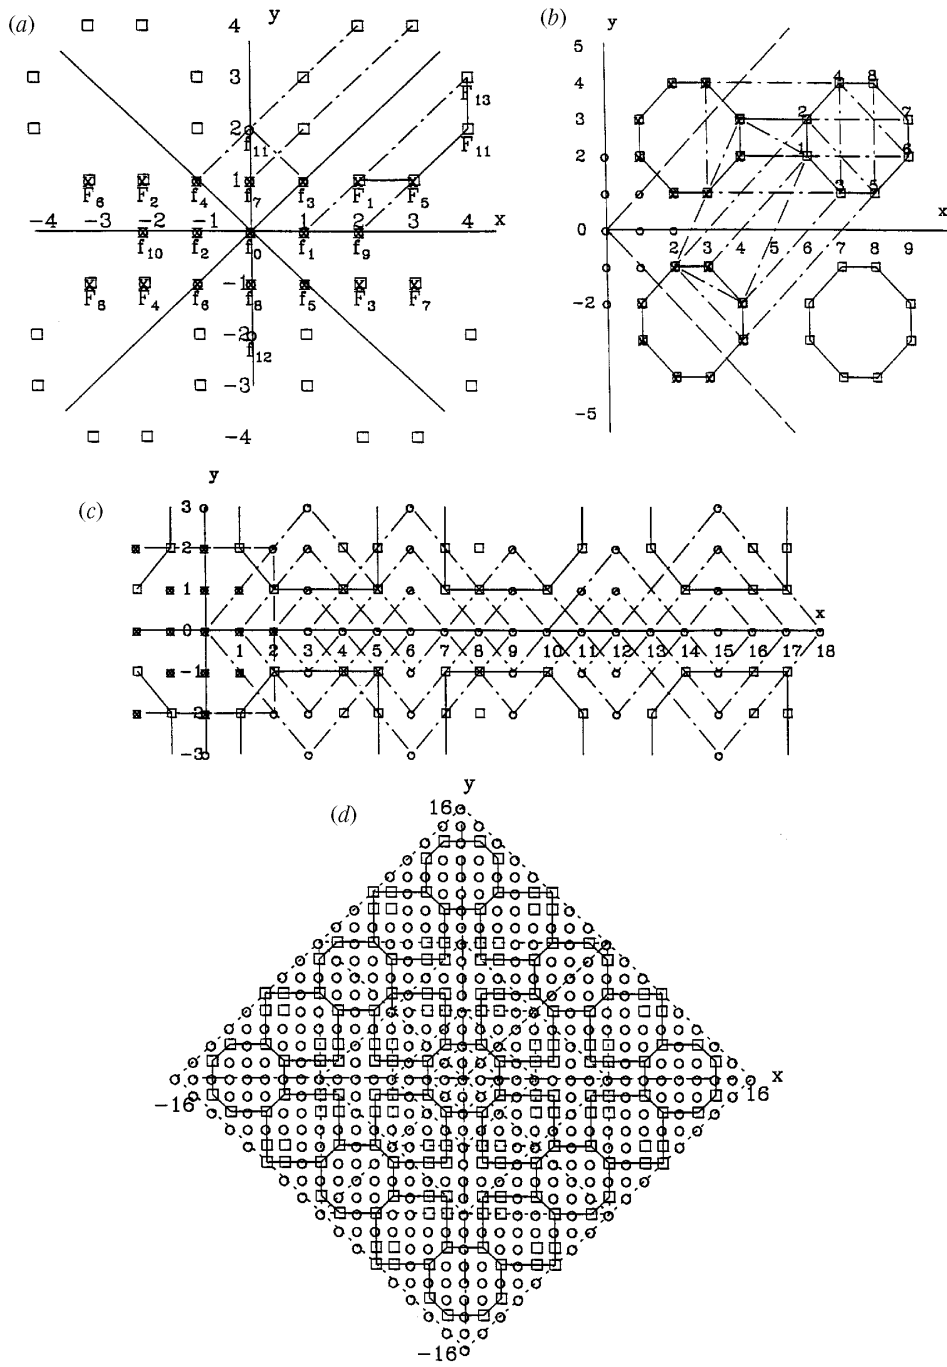 (a)
y
4
3
F13
2
f11
F11
1
F6 F2 f4 f7 f3 F1 F5
-4 -3 -2 -1 0 1 2 3 4 x
f10 f2 f0 f1 f9
-1
F8 F4 f6 f8 f5 F3 F7
-2
f12
-3
-4
(b)
y
5
4 4 8
3 2 7
2 1 6
1 3 5
x
0 2 3 4 5 6 7 8 9
-2
-5
(c)
y
3
2
1
x
0 1 2 3 4 5 6 7 8 9 10 11 12 13 14 15 16 17 18
-1
-2
-3
(d)
y
16
-16 16 x
-16